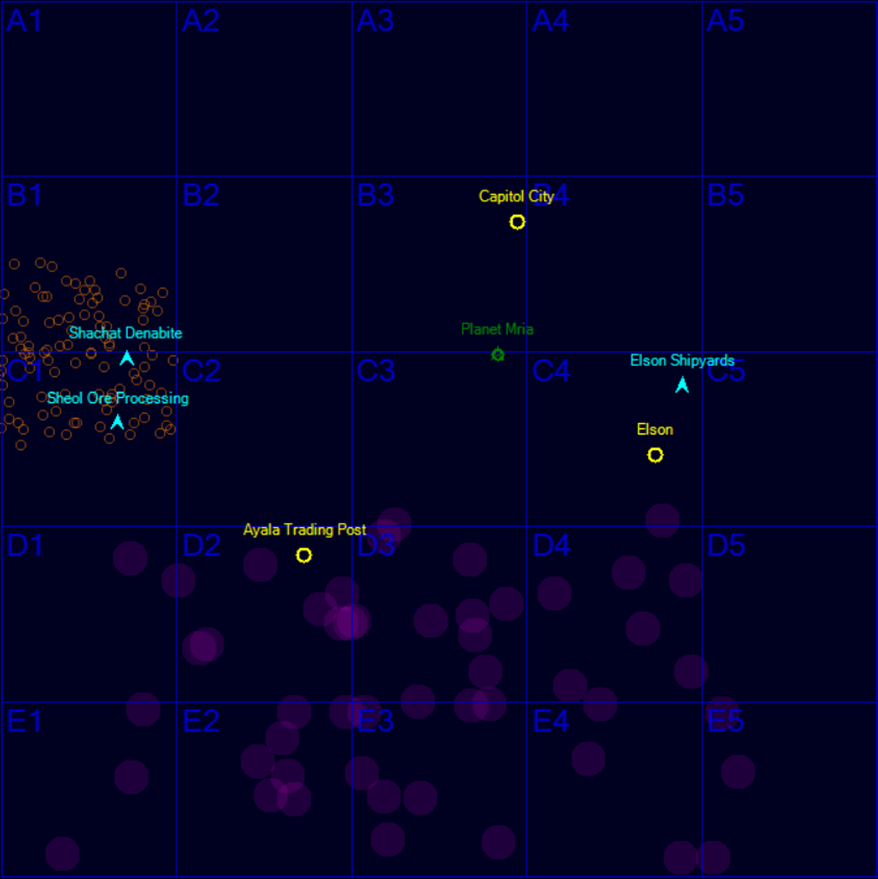 A1
A2
A3
A4
A5
B1
B2
B3
Capitol City
B4
B5
Shachat Denabite
Planet Mria
C1
C2
C3
C4
Elson Shipyards
C5
Sheol Ore Processing
Elson
D1
D2
Ayala Trading Post
D3
D4
D5
E1
E2
E3
E4
E5